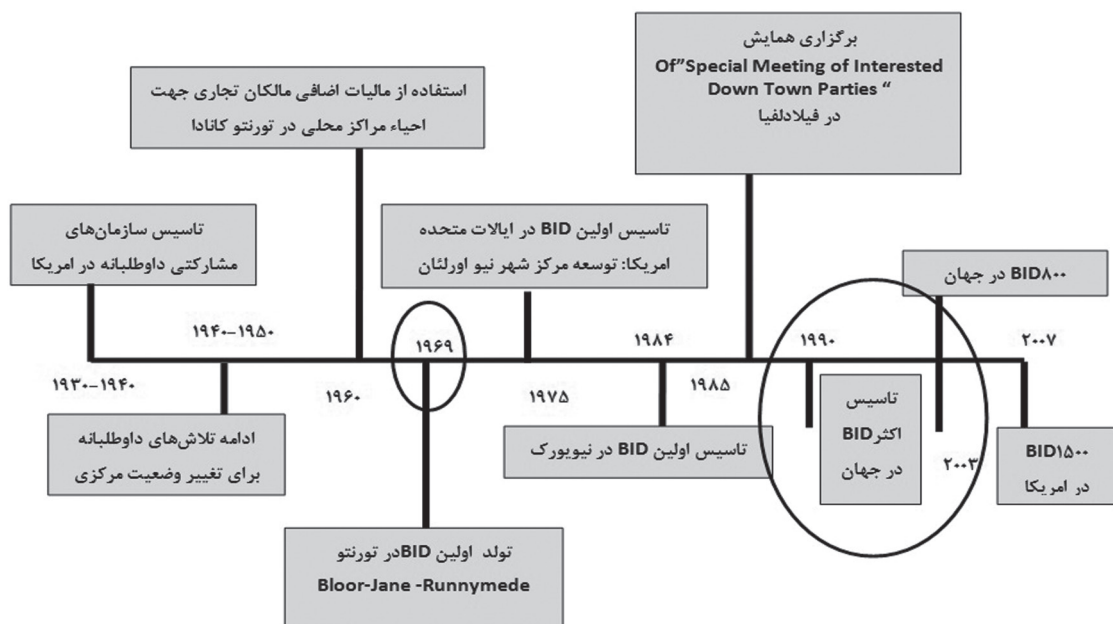 برگزاری همایش
Of”Special Meeting of Interested
Down Town Parties “
در فیلادلفیا
استفاده از مالیات اضافی مالکان تجاری جهت
احیاء مراکز محلی در تورنتو کانادا
تاسیس سازمان‌های
مشارکتی داوطلبانه در امریکا
تاسیس اولین BID در ایالات متحده
امریکا: توسعه مرکز شهر نیو اورلئان
BID۸۰۰ در جهان
۱۹۴۰-۱۹۵۰
۱۹۶۹
۱۹۸۴
۱۹۹۰
۲۰۰۷
۱۹۳۰-۱۹۴۰
۱۹۶۰
۱۹۷۵
۱۹۸۵
ادامه تلاش‌های داوطلبانه
برای تغییر وضعیت مرکزی
تاسیس اولین BID در نیویورک
تاسیس
اکثرBID
در جهان
۲۰۰۳
BID۱۵۰۰
در امریکا
تولد اولین BIDدر تورنتو
Bloor-Jane -Runnymede